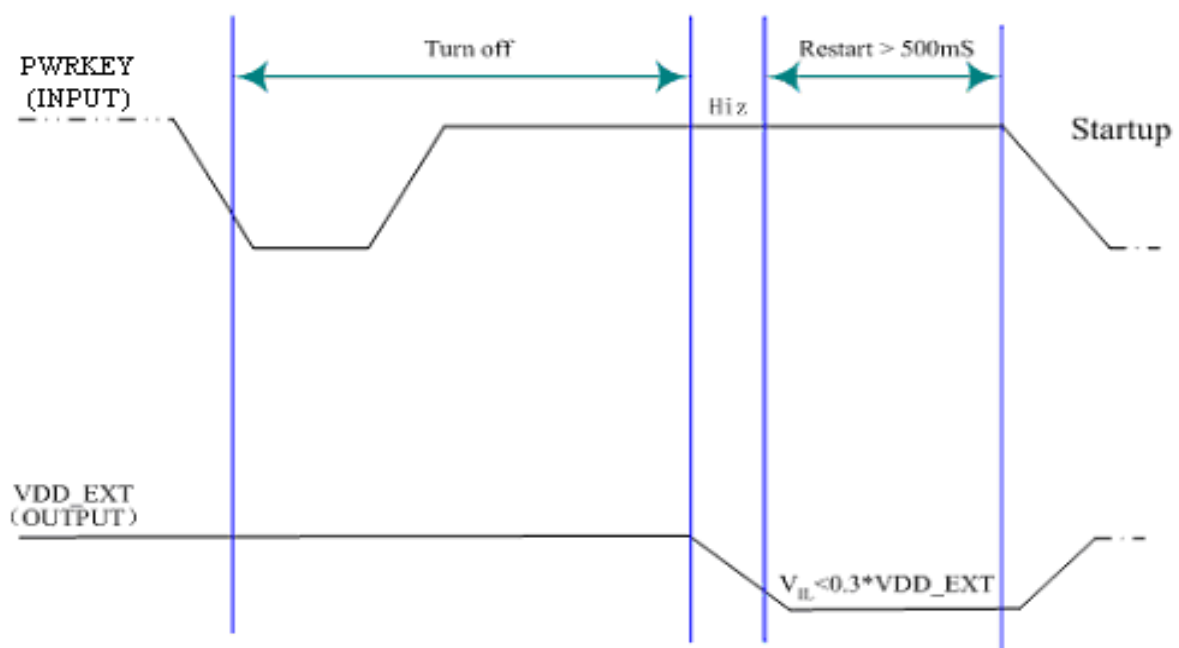 Turn off
Restart > 500mS
PWRKEY
(INPUT)
Hiz
Startup
VDD_EXT
(OUTPUT)
VIL<0.3*VDD_EXT